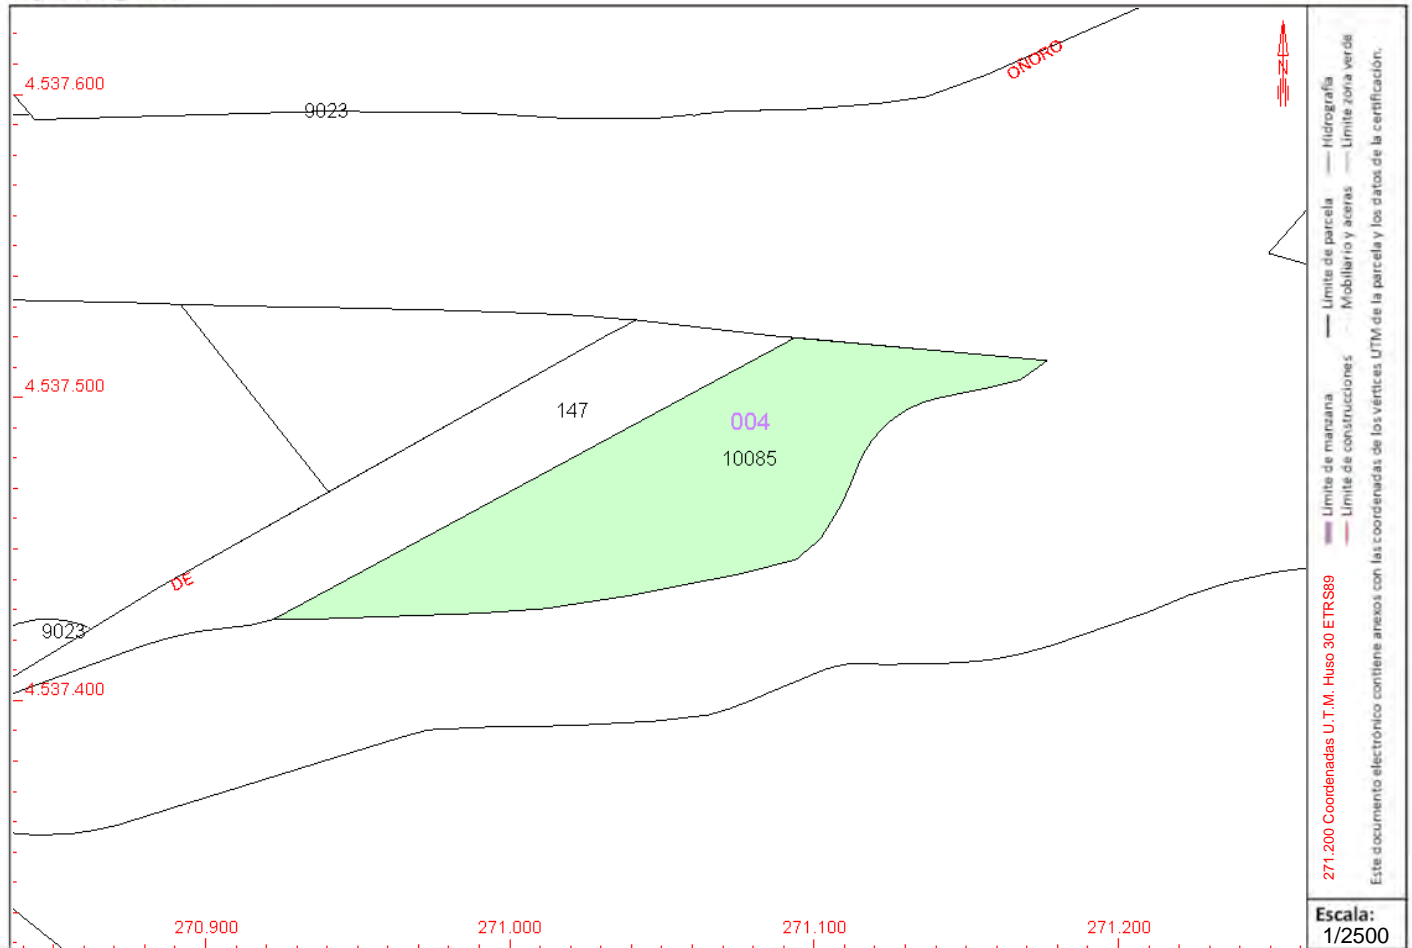 4.537.600
9023
ONORO
N
4.537.500
147
004
10085
DE
9023
4.537.400
270.900
271.000
271.100
271.200
Límite de manzana
Límite de parcela
Hidrografía
Límite de construcciones
Mobiliario y aceras
Límite zona verde
271.200 Coordenadas U.T.M. Huso 30 ETRS89
Este documento electrónico contiene anexos con las coordenadas de los vértices UTM de la parcela y los datos de la certificación.
Escala:
1/2500